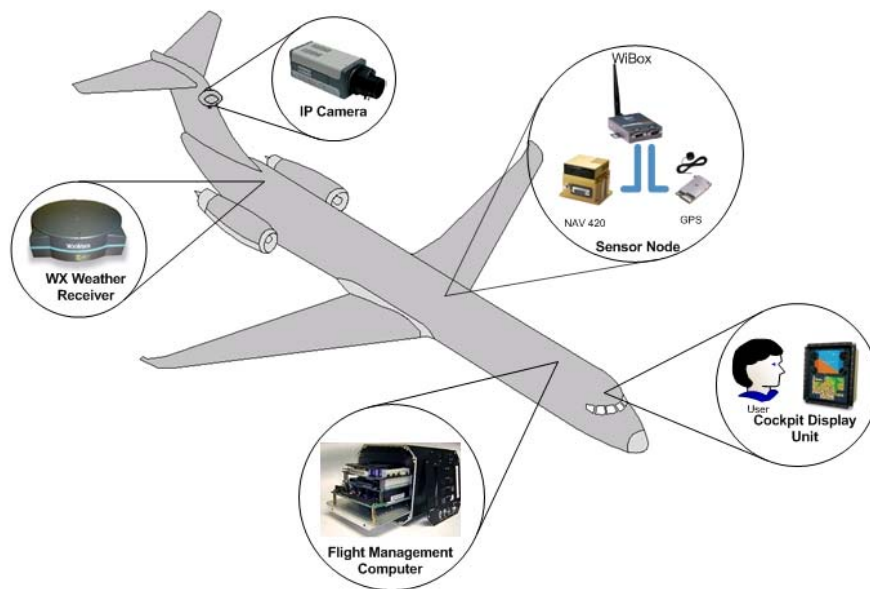 WiBox
IP Camera
NAV 420
GPS
Sensor Node
WX Weather
Receiver
User
Cockpit Display
Unit
Flight Management
Computer